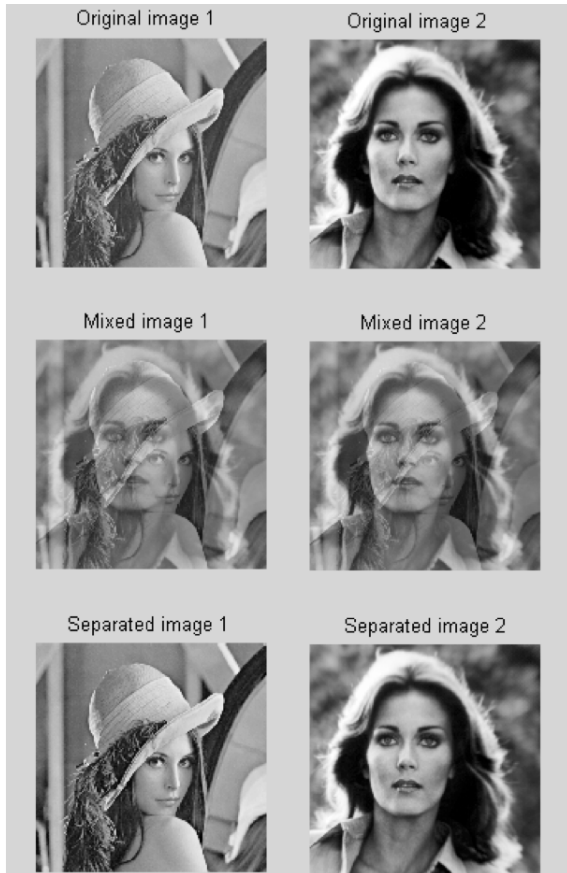 Original image 1
Original image 2
Mixed image 1
Mixed image 2
Separated image 1
Separated image 2